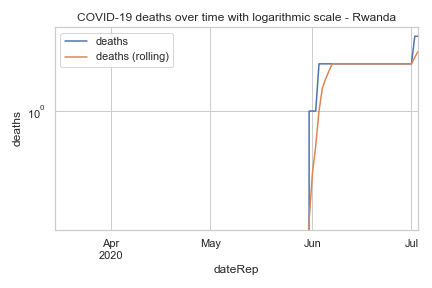 COVID-19 deaths over time with logarithmic scale - Rwanda
deaths
deaths (rolling)
deaths
10⁰
Apr
2020
May
Jun
Jul
dateRep